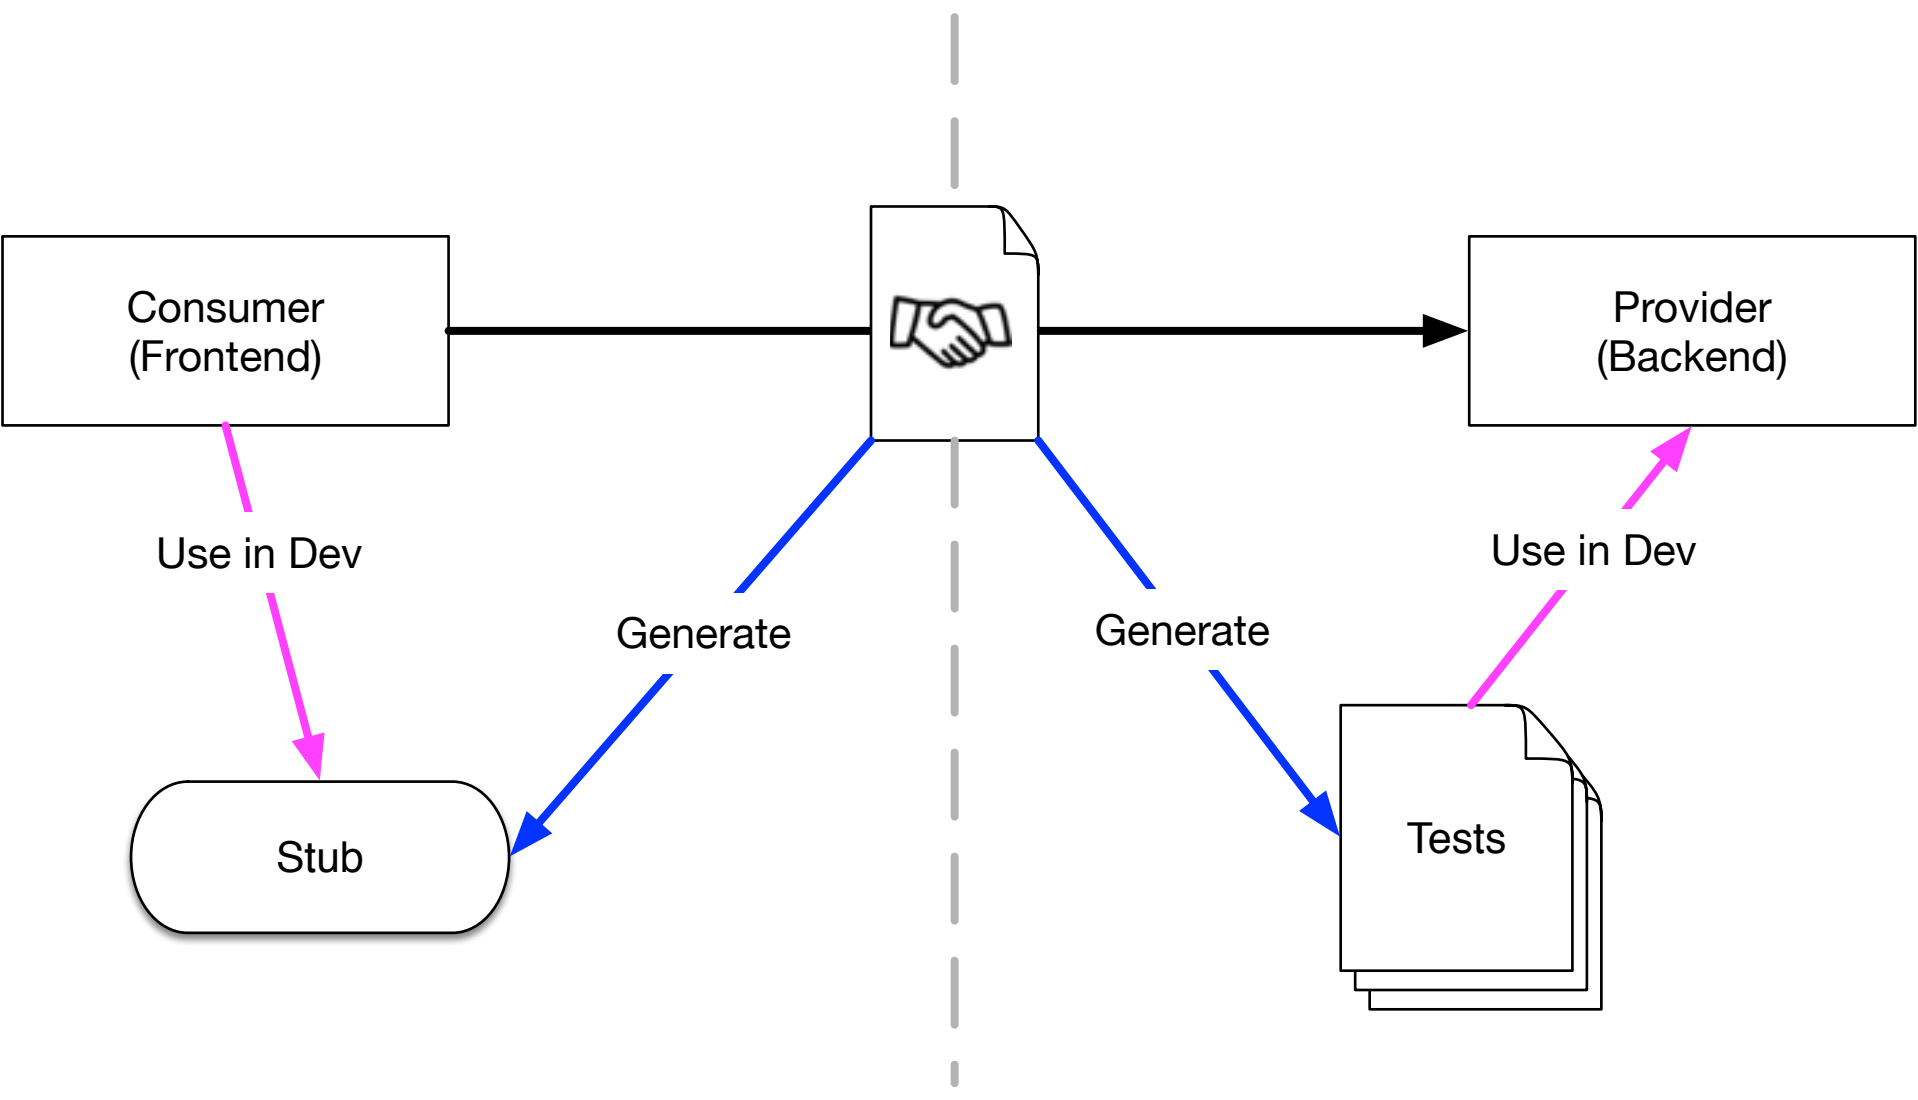 Consumer
(Frontend)
Provider
(Backend)
Use in Dev
Use in Dev
Generate
Generate
Stub
Tests